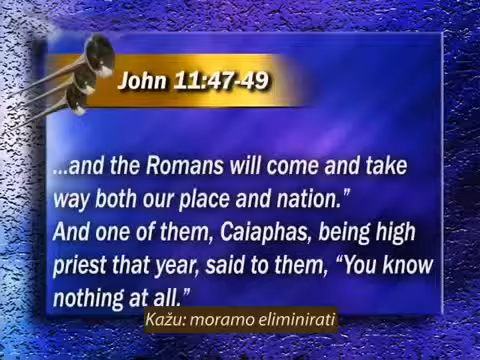 John 11:47-49
...and the Romans will come and take
way both our place and nation.”
And one of them, Caiaphas, being high
priest that year, said to them, “You know
nothing at all.”
Kažu: moramo eliminirati